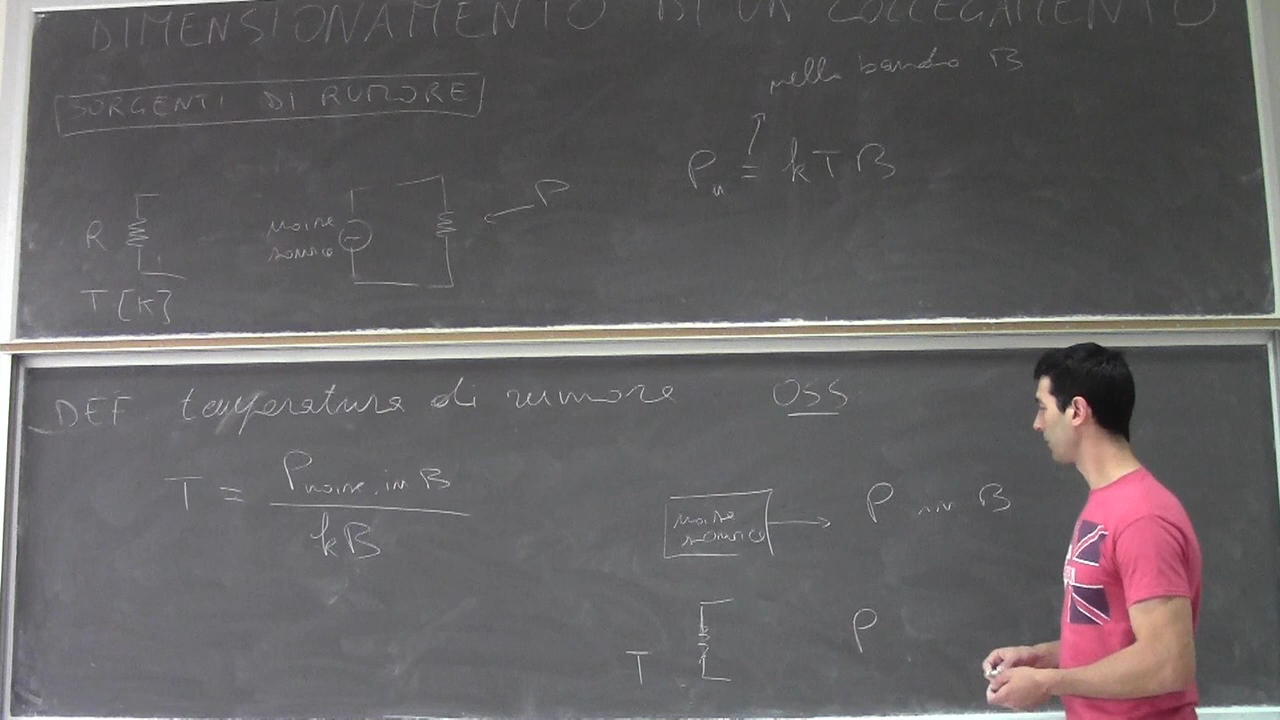 DIMENSIONAMENTO DI UN COLLEGAMENTO
nella banda B
SORGENTI DI RUMORE
Pn = kTB
P
R
noise
source
T [K]
DEF temperatura di rumore
OSS
T = Pnoise, in B / kB
noise
source
P in B
T
P